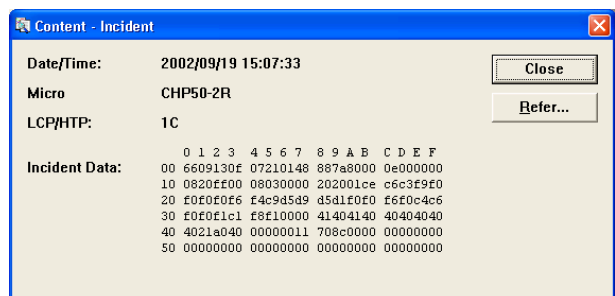 Content - Incident
Date/Time: 2002/09/19 15:07:33
Close
Micro CHP50-2R
Refer...
LCP/HTP: 1C
0 1 2 3 4 5 6 7 8 9 A B C D E F
Incident Data: 00 6609130f 07210148 887a8000 0e000000
10 0820ff00 08030000 202001ce c6c3f9f0
20 f0f0f0f6 f4c9d5d9 d5d1f0f0 f6f0c4c6
30 f0f0f1c1 f8f10000 41404140 40404040
40 4021a040 00000011 708c0000 00000000
50 00000000 00000000 00000000 00000000